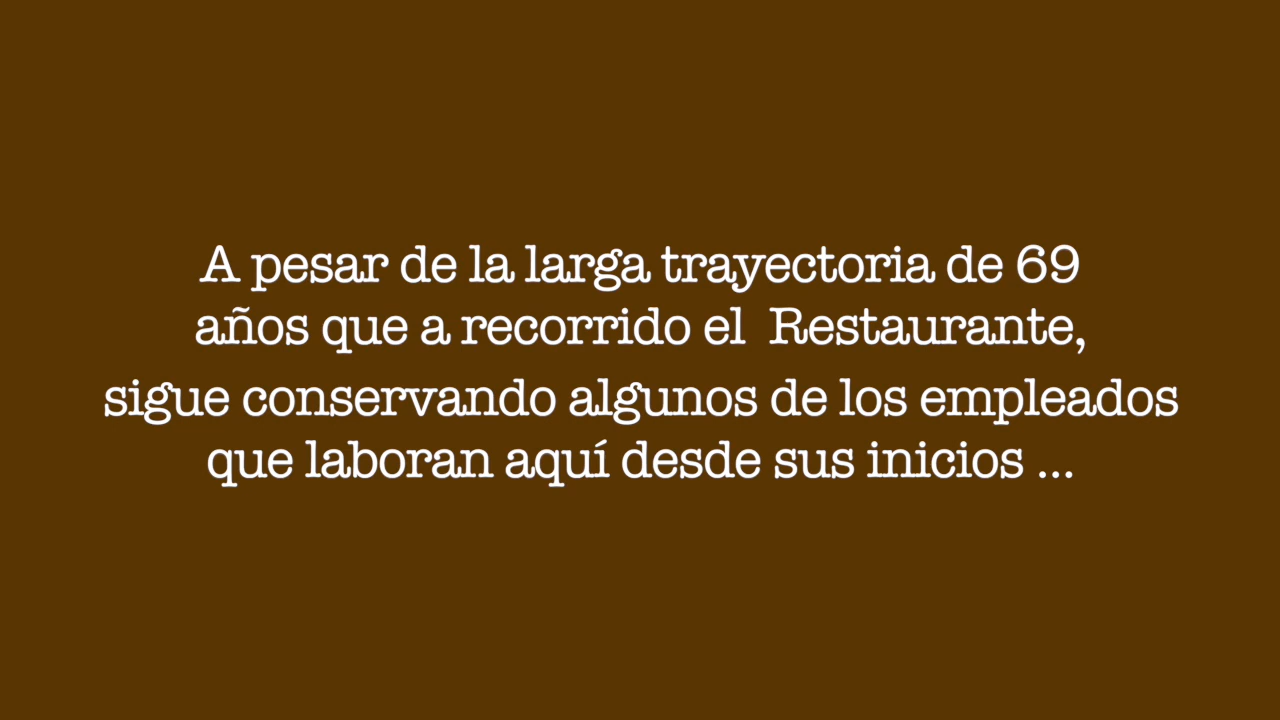 A pesar de la larga trayectoria de 69
años que a recorrido el  Restaurante,
sigue conservando algunos de los empleados
que laboran aquí desde sus inicios ...